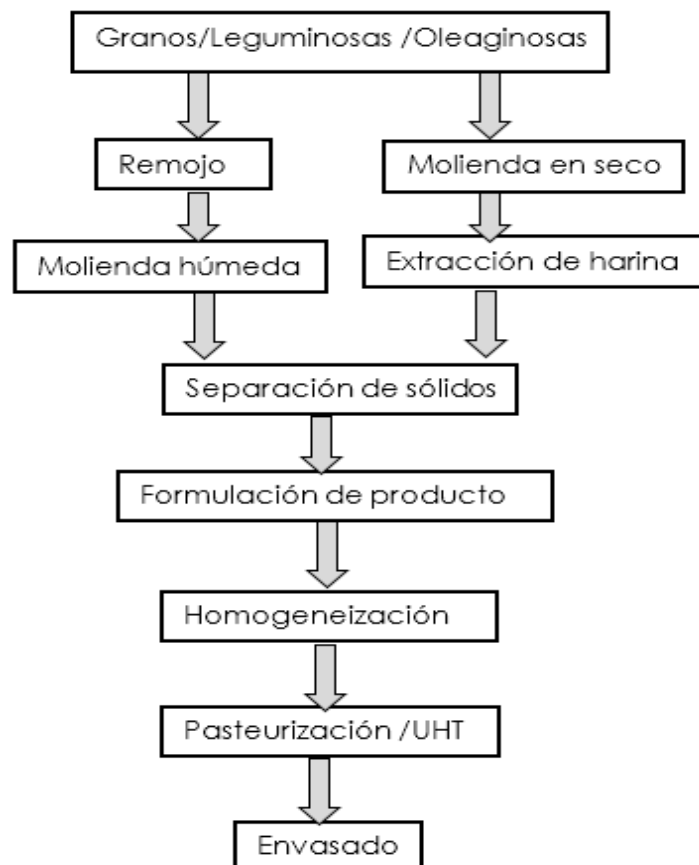 Granos/Leguminosas /Oleaginosas
Remojo
Molienda en seco
Molienda húmeda
Extracción de harina
Separación de sólidos
Formulación de producto
Homogeneización
Pasteurización /UHT
Envasado